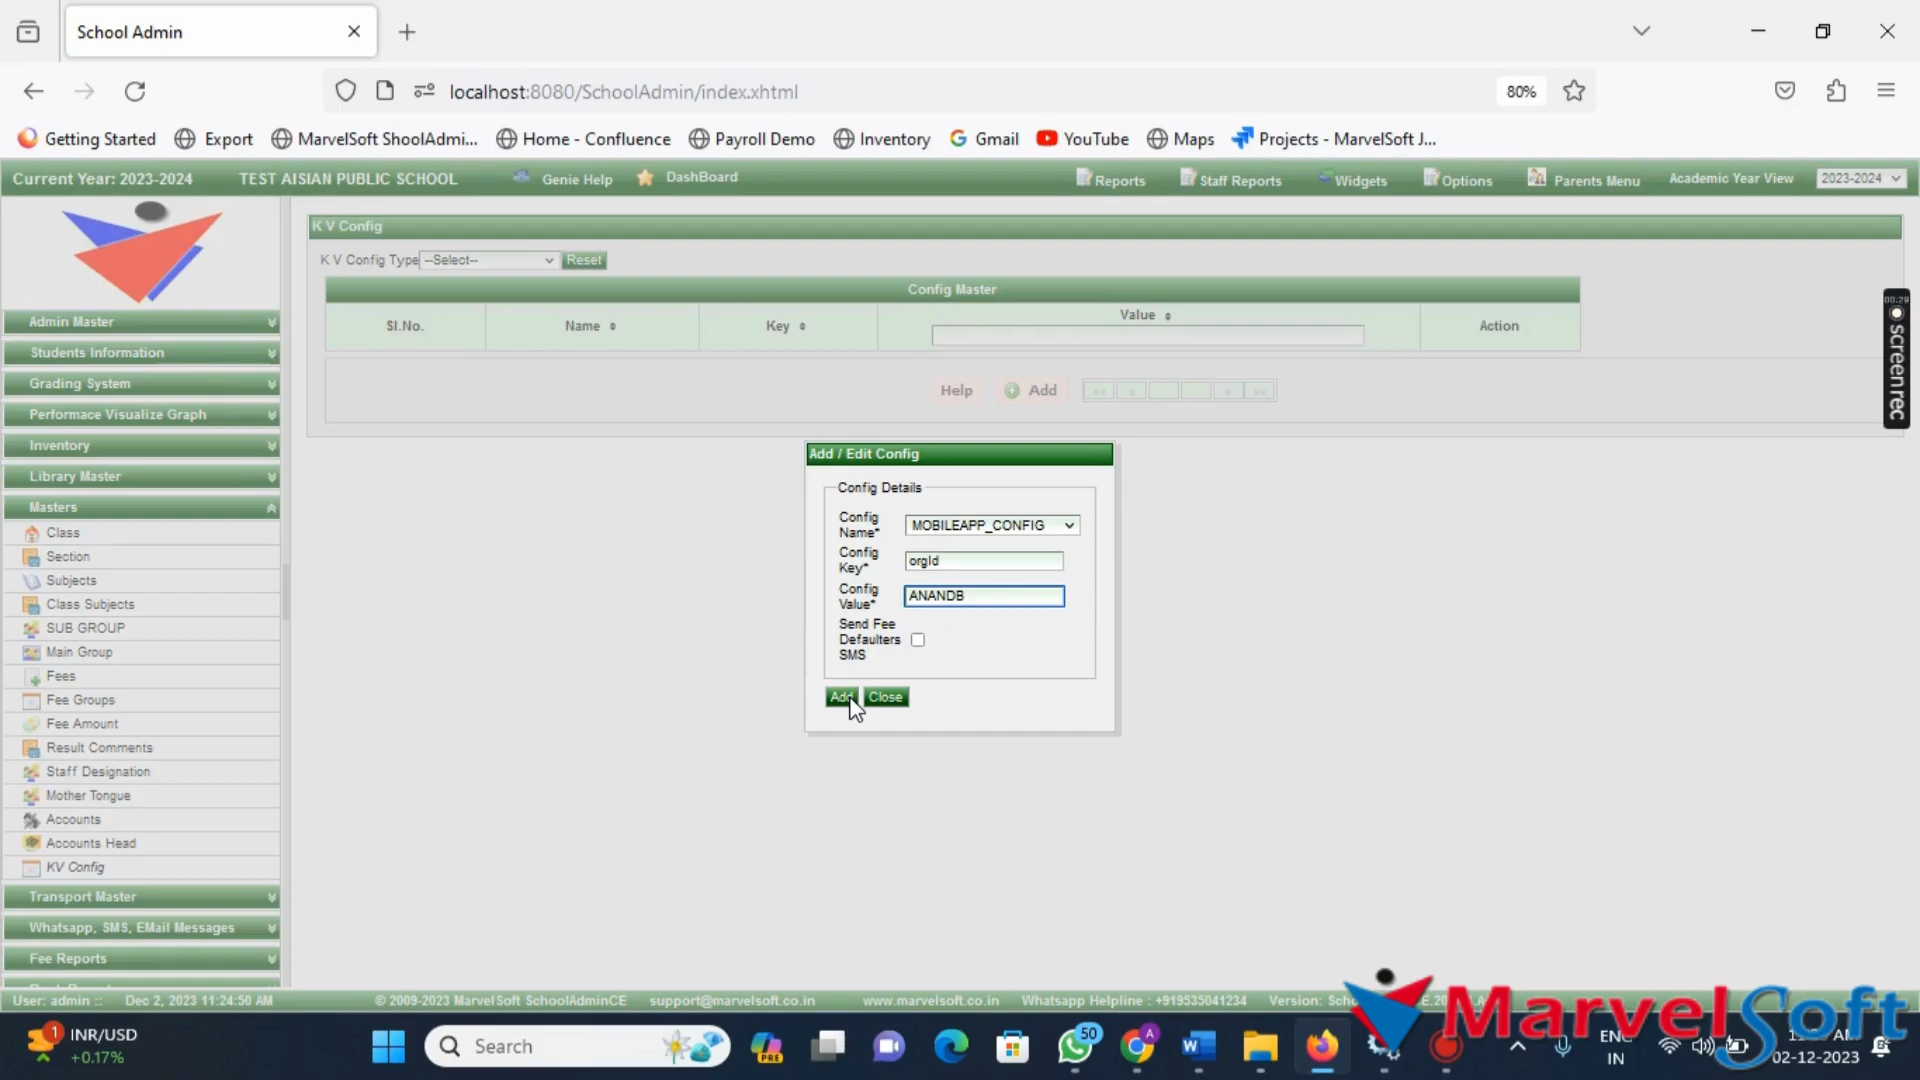 School Admin
localhost:8080/SchoolAdmin/index.xhtml
80%
Getting Started
Export
MarvelSoft ShoolAdmi...
Home - Confluence
Payroll Demo
Inventory
Gmail
YouTube
Maps
Projects - MarvelSoft J...
Current Year: 2023-2024
TEST AISIAN PUBLIC SCHOOL
Genie Help
DashBoard
Reports
Staff Reports
Widgets
Options
Parents Menu
Academic Year View
2023-2024
K V Config
K V Config Type
--Select--
Reset
Config Master
Sl.No.
Name
Key
Value
Action
Help
Add
Add / Edit Config
Config Details
Config
Name*
MOBILEAPP_CONFIG
Config
Key*
orgId
Config
Value*
ANANDB
Send Fee
Defaulters
SMS
Add
Close
Admin Master
Students Information
Grading System
Performace Visualize Graph
Inventory
Library Master
Masters
Class
Section
Subjects
Class Subjects
SUB GROUP
Main Group
Fees
Fee Groups
Fee Amount
Result Comments
Staff Designation
Mother Tongue
Accounts
Accounts Head
KV Config
Transport Master
Whatsapp, SMS, EMail Messages
Fee Reports
screenrec
User: admin ::
Dec 2, 2023 11:24:50 AM
© 2009-2023 MarvelSoft SchoolAdminCE
support@marvelsoft.co.in
www.marvelsoft.co.in
Whatsapp Helpline : +919535041234
Version:
MarvelSoft
1
INR/USD
+0.17%
Search
PRE
50
A
ENG
IN
02-12-2023